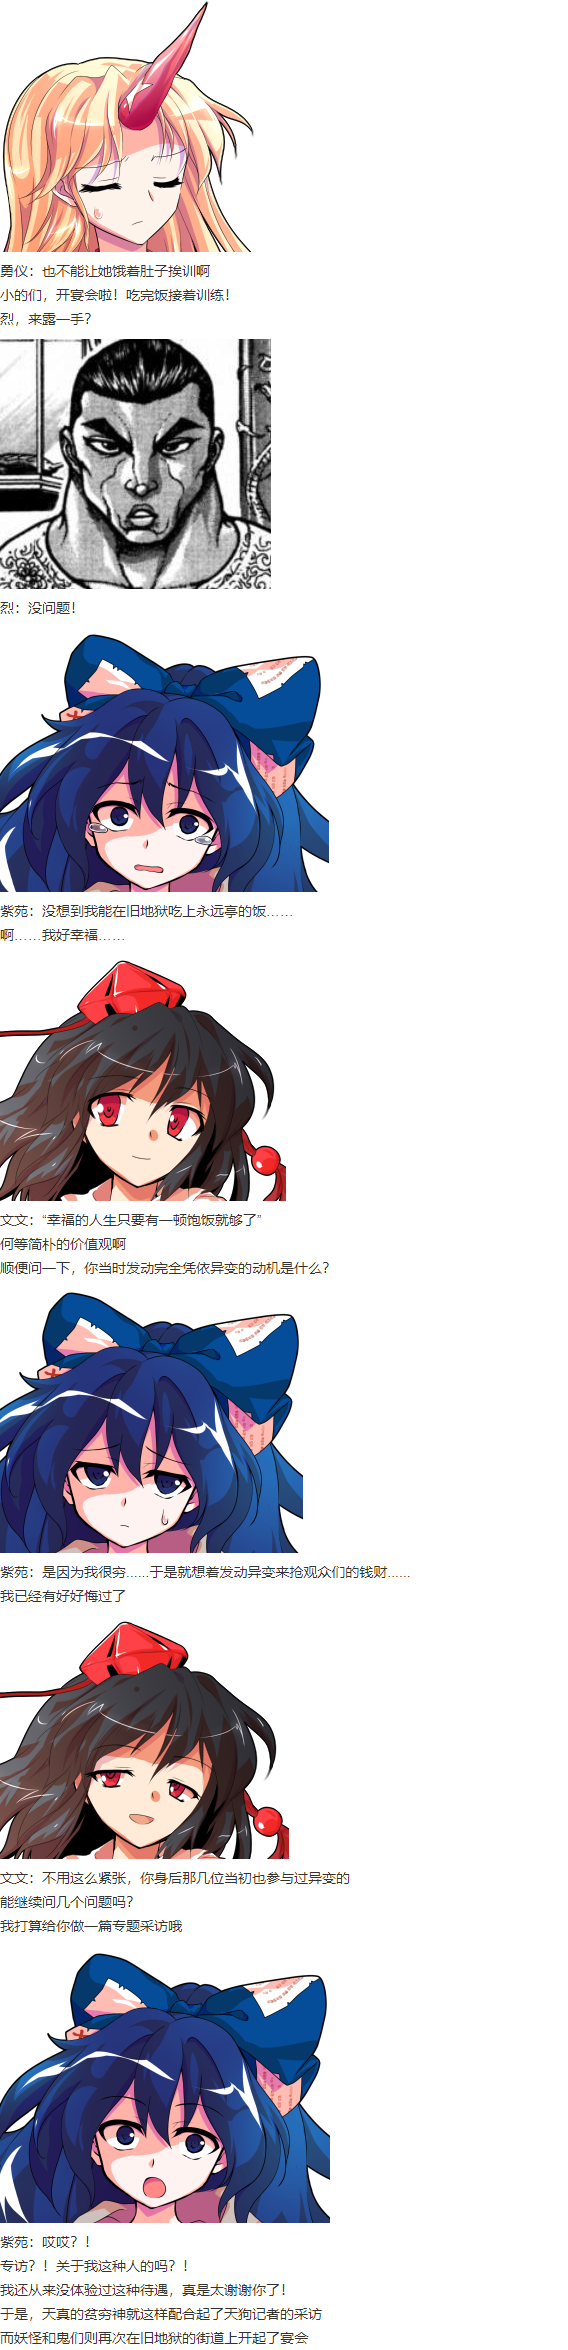 勇仪：也不能让她饿着肚子挨训啊
小的们，开宴会啦！吃完饭接着训练！
烈，来露一手？
烈：没问题！
紫苑：没想到我能在旧地狱吃上永远亭的饭……
啊……我好幸福……
文文：“幸福的人生只要有一顿饱饭就够了”
何等简朴的价值观啊
顺便问一下，你当时发动完全凭依异变的动机是什么？
紫苑：是因为我很穷......于是就想着发动异变来抢观众们的钱财......
我已经有好好悔过了
文文：不用这么紧张，你身后那几位当初也参与过异变的
能继续问几个问题吗？
我打算给你做一篇专题采访哦
紫苑：哎哎？！
专访？！关于我这种人的吗？！
我还从来没体验过这种待遇，真是太谢谢你了！
于是，天真的贫穷神就这样配合起了天狗记者的采访
而妖怪和鬼们则再次在旧地狱的街道上开起了宴会